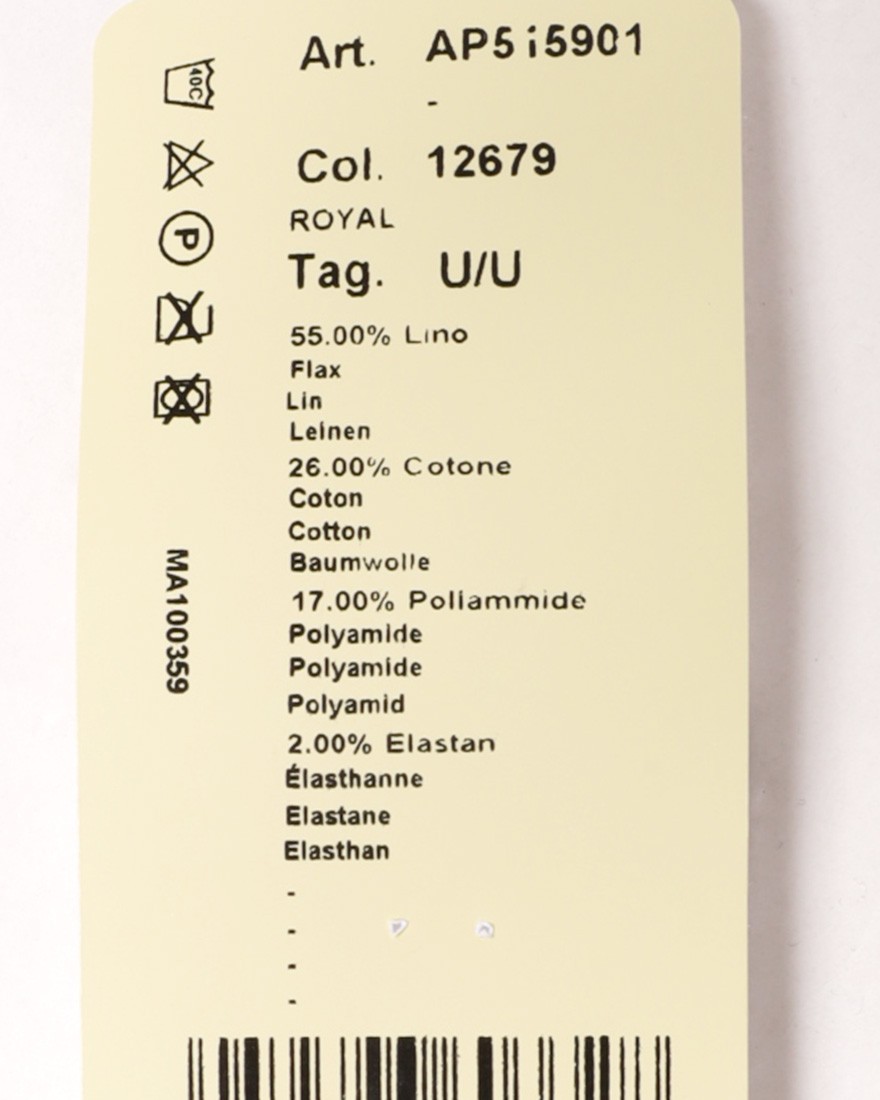 Art. AP5i5901
-
Col. 12679
ROYAL
Tag. U/U
55.00% Lino
Flax
Lin
Leinen
26.00% Cotone
Coton
Cotton
Baumwolle
17.00% Poliammide
Polyamide
Polyamide
Polyamid
2.00% Elastan
Élasthanne
Elastane
Elasthan
-
-
-
-
40C
P
MA100359